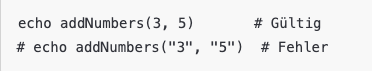 echo addNumbers(3, 5)       # Gültig
# echo addNumbers("3", "5")  # Fehler